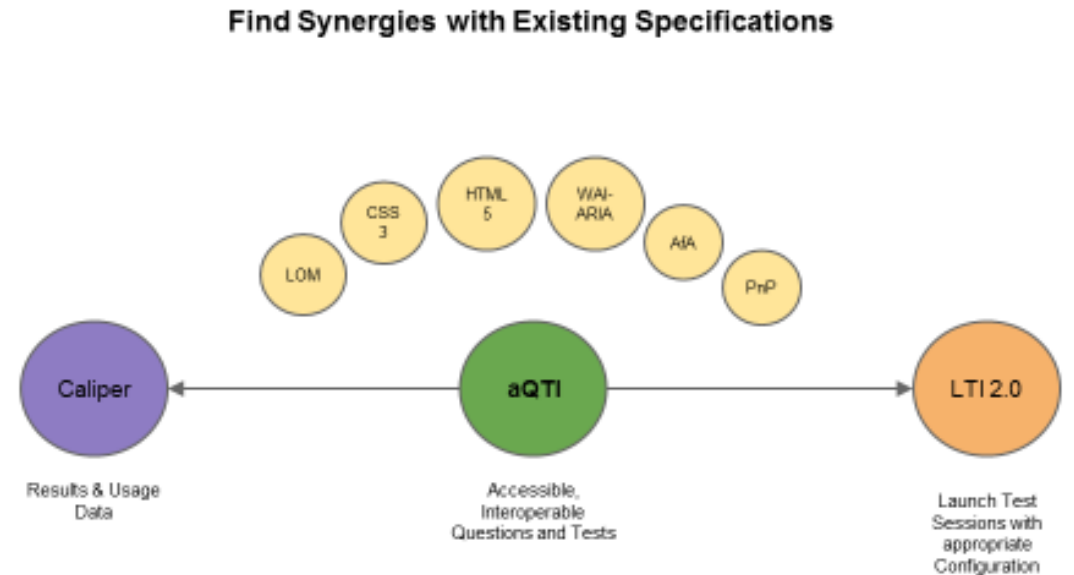 Find Synergies with Existing Specifications
HTML
5
WAI-
ARIA
CSS
3
AfA
LOM
PnP
Caliper
aQTI
LTI 2.0
Results & Usage
Data
Accessible,
Interoperable
Questions and Tests
Launch Test
Sessions with
appropriate
Configuration